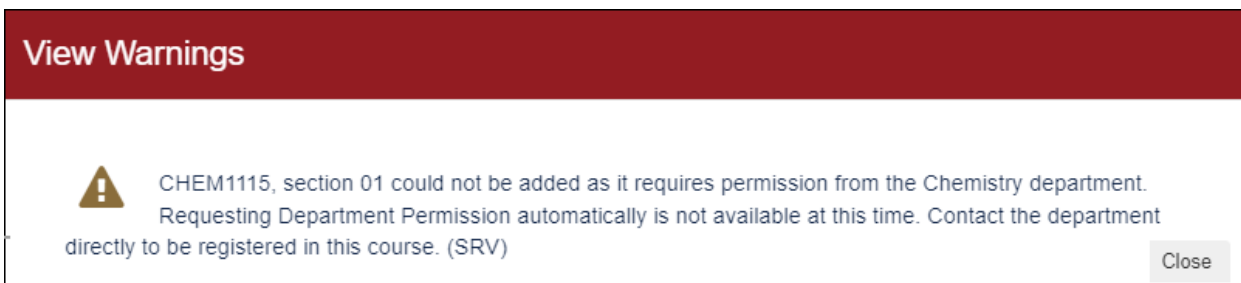 View Warnings
CHEM1115, section 01 could not be added as it requires permission from the Chemistry department.
Requesting Department Permission automatically is not available at this time. Contact the department
directly to be registered in this course. (SRV)
Close